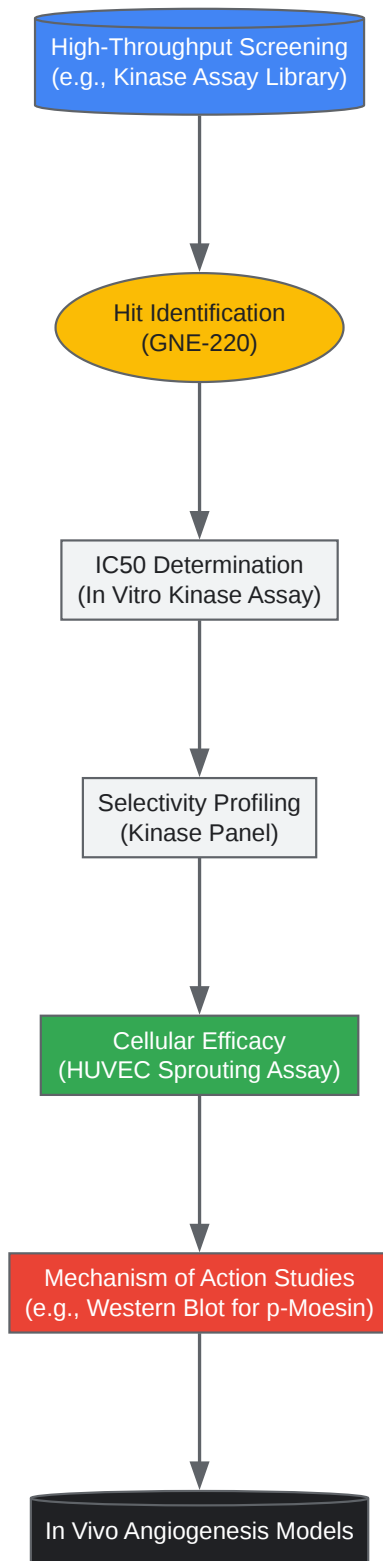 High-Throughput Screening
(e.g., Kinase Assay Library)
Hit Identification
(GNE-220)
IC50 Determination
(In Vitro Kinase Assay)
Selectivity Profiling
(Kinase Panel)
Cellular Efficacy
(HUVEC Sprouting Assay)
Mechanism of Action Studies
(e.g., Western Blot for p-Moesin)
In Vivo Angiogenesis Models